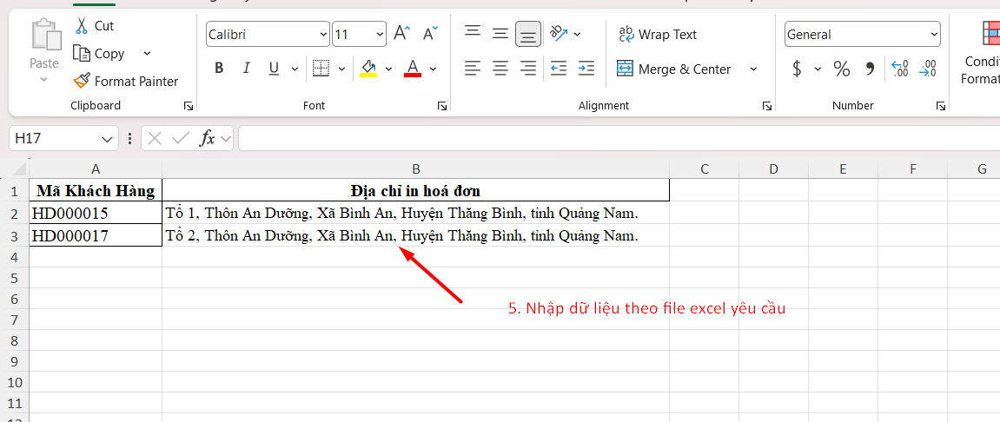 Cut
Copy
Paste
Format Painter
Clipboard
Calibri
11
A A
B I U A
Font
ab
c
Wrap Text
Merge & Center
Alignment
General
$ % 9
Number
Condi
Format
H17
fx
A B C D E F G
1 Mã Khách Hàng Địa chỉ in hoá đơn
2 HD000015 Tổ 1, Thôn An Dưỡng, Xã Bình An, Huyện Thăng Bình, tỉnh Quảng Nam.
3 HD000017 Tổ 2, Thôn An Dưỡng, Xã Bình An, Huyện Thăng Bình, tỉnh Quảng Nam.
4
5
6
7
8
9
10
11
5. Nhập dữ liệu theo file excel yêu cầu